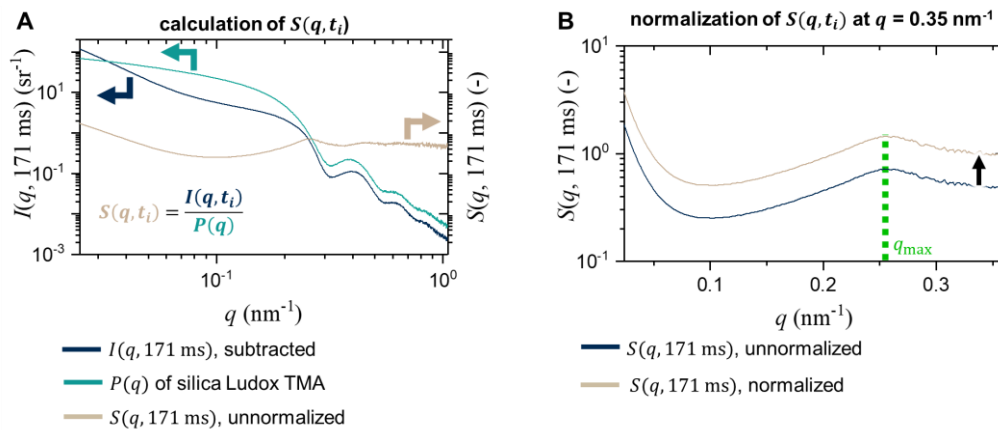 A
calculation of S(q, tᵢ)
I(q, 171 ms) (sr⁻¹)
10¹
10⁻¹
10⁻³
S(q, tᵢ) = I(q, tᵢ) / P(q)
S(q, 171 ms) (-)
10⁻¹ 10⁰
q (nm⁻¹)
I(q, 171 ms), subtracted
P(q) of silica Ludox TMA
S(q, 171 ms), unnormalized
B
normalization of S(q, tᵢ) at q = 0.35 nm⁻¹
S(q, 171 ms) (-)
10¹
10⁰
10⁻¹
q_max
0.1 0.2 0.3
q (nm⁻¹)
S(q, 171 ms), unnormalized
S(q, 171 ms), normalized